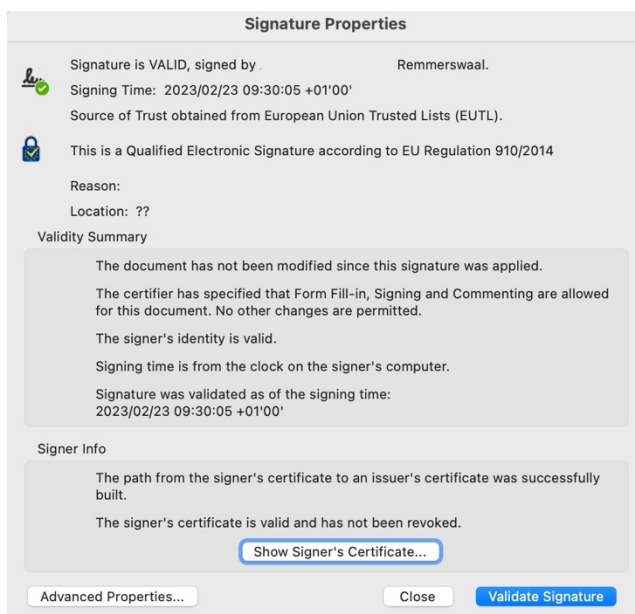 Signature Properties
Signature is VALID, signed by Remmerswaal.
Signing Time: 2023/02/23 09:30:05 +01'00'
Source of Trust obtained from European Union Trusted Lists (EUTL).
This is a Qualified Electronic Signature according to EU Regulation 910/2014
Reason:
Location: ??
Validity Summary
The document has not been modified since this signature was applied.
The certifier has specified that Form Fill-in, Signing and Commenting are allowed
for this document. No other changes are permitted.
The signer's identity is valid.
Signing time is from the clock on the signer's computer.
Signature was validated as of the signing time:
2023/02/23 09:30:05 +01'00'
Signer Info
The path from the signer's certificate to an issuer's certificate was successfully
built.
The signer's certificate is valid and has not been revoked.
Show Signer's Certificate...
Advanced Properties... Close Validate Signature